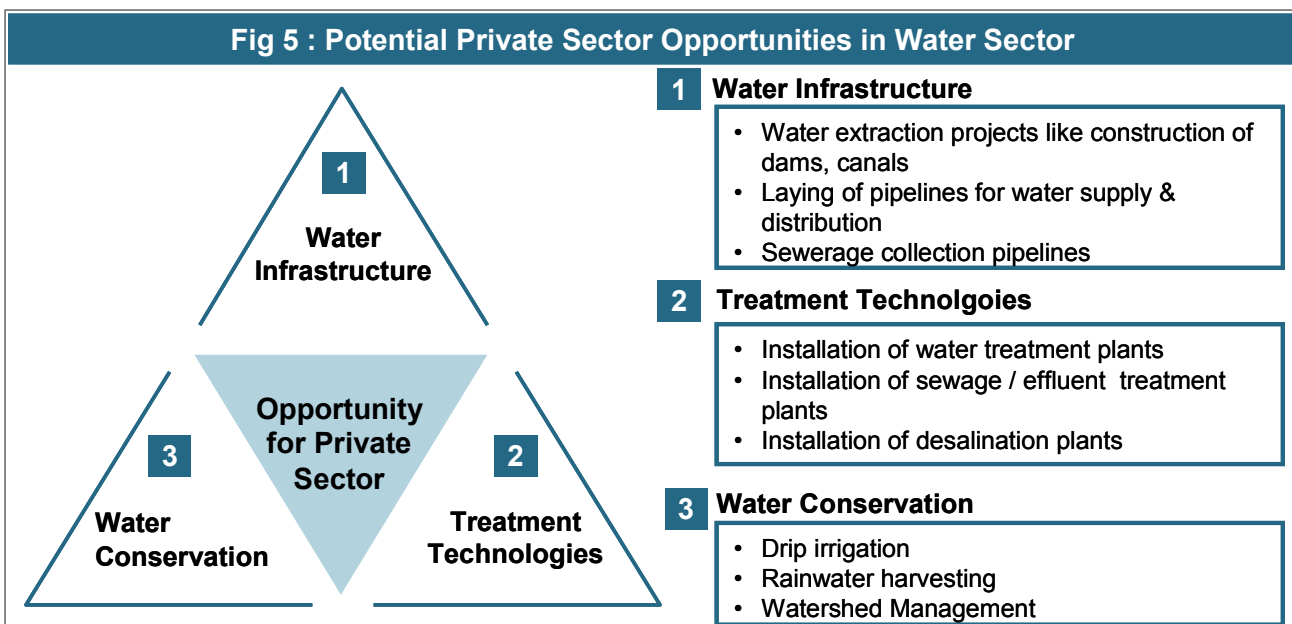 Fig 5 : Potential Private Sector Opportunities in Water Sector
1
Water
Infrastructure
Opportunity
for Private
Sector
3
Water
Conservation
2
Treatment
Technologies
1 Water Infrastructure
• Water extraction projects like construction of
dams, canals
• Laying of pipelines for water supply &
distribution
• Sewerage collection pipelines
2 Treatment Technolgoies
• Installation of water treatment plants
• Installation of sewage / effluent treatment
plants
• Installation of desalination plants
3 Water Conservation
• Drip irrigation
• Rainwater harvesting
• Watershed Management